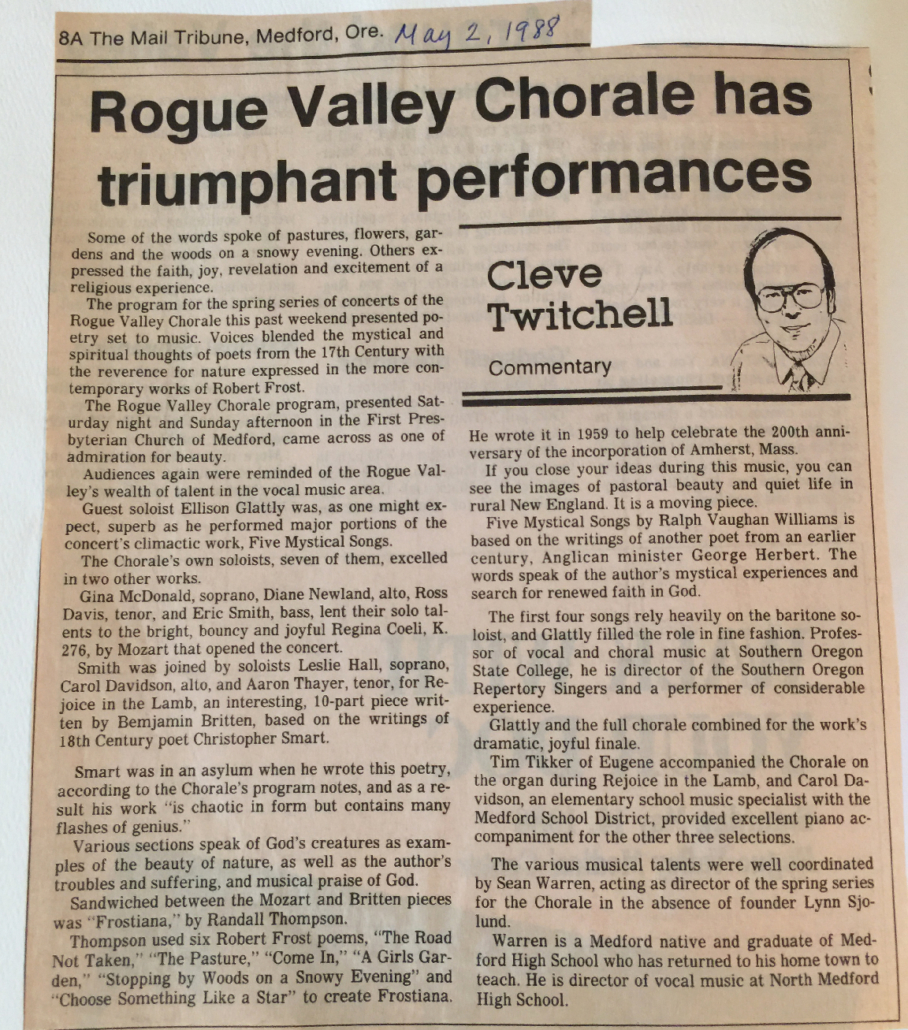 8A The Mail Tribune, Medford, Ore. May 2, 1988
Rogue Valley Chorale has
triumphant performances
Some of the words spoke of pastures, flowers, gar-
dens and the woods on a snowy evening. Others ex-
pressed the faith, joy, revelation and excitement of a
religious experience.
The program for the spring series of concerts of the
Rogue Valley Chorale this past weekend presented po-
etry set to music. Voices blended the mystical and
spiritual thoughts of poets from the 17th Century with
the reverence for nature expressed in the more con-
temporary works of Robert Frost.
The Rogue Valley Chorale program, presented Sat-
urday night and Sunday afternoon in the First Pres-
byterian Church of Medford, came across as one of
admiration for beauty.
Audiences again were reminded of the Rogue Val-
ley's wealth of talent in the vocal music area.
Guest soloist Ellison Glattly was, as one might ex-
pect, superb as he performed major portions of the
concert's climactic work, Five Mystical Songs.
The Chorale's own soloists, seven of them, excelled
in two other works.
Gina McDonald, soprano, Diane Newland, alto, Ross
Davis, tenor, and Eric Smith, bass, lent their solo tal-
ents to the bright, bouncy and joyful Regina Coeli, K.
276, by Mozart that opened the concert.
Smith was joined by soloists Leslie Hall, soprano,
Carol Davidson, alto, and Aaron Thayer, tenor, for Re-
joice in the Lamb, an interesting, 10-part piece writ-
ten by Bemjamin Britten, based on the writings of
18th Century poet Christopher Smart.
Smart was in an asylum when he wrote this poetry,
according to the Chorale's program notes, and as a re-
sult his work "is chaotic in form but contains many
flashes of genius."
Various sections speak of God's creatures as exam-
ples of the beauty of nature, as well as the author's
troubles and suffering, and musical praise of God.
Sandwiched between the Mozart and Britten pieces
was "Frostiana," by Randall Thompson.
Thompson used six Robert Frost poems, "The Road
Not Taken," "The Pasture," "Come In," "A Girls Gar-
den," "Stopping by Woods on a Snowy Evening" and
"Choose Something Like a Star" to create Frostiana.
Cleve
Twitchell
Commentary
He wrote it in 1959 to help celebrate the 200th anni-
versary of the incorporation of Amherst, Mass.
If you close your ideas during this music, you can
see the images of pastoral beauty and quiet life in
rural New England. It is a moving piece.
Five Mystical Songs by Ralph Vaughan Williams is
based on the writings of another poet from an earlier
century, Anglican minister George Herbert. The
words speak of the author's mystical experiences and
search for renewed faith in God.
The first four songs rely heavily on the baritone so-
loist, and Glattly filled the role in fine fashion. Profes-
sor of vocal and choral music at Southern Oregon
State College, he is director of the Southern Oregon
Repertory Singers and a performer of considerable
experience.
Glattly and the full chorale combined for the work's
dramatic, joyful finale.
Tim Tikker of Eugene accompanied the Chorale on
the organ during Rejoice in the Lamb, and Carol Da-
vidson, an elementary school music specialist with the
Medford School District, provided excellent piano ac-
companiment for the other three selections.
The various musical talents were well coordinated
by Sean Warren, acting as director of the spring series
for the Chorale in the absence of founder Lynn Sjo-
lund.
Warren is a Medford native and graduate of Med-
ford High School who has returned to his home town to
teach. He is director of vocal music at North Medford
High School.